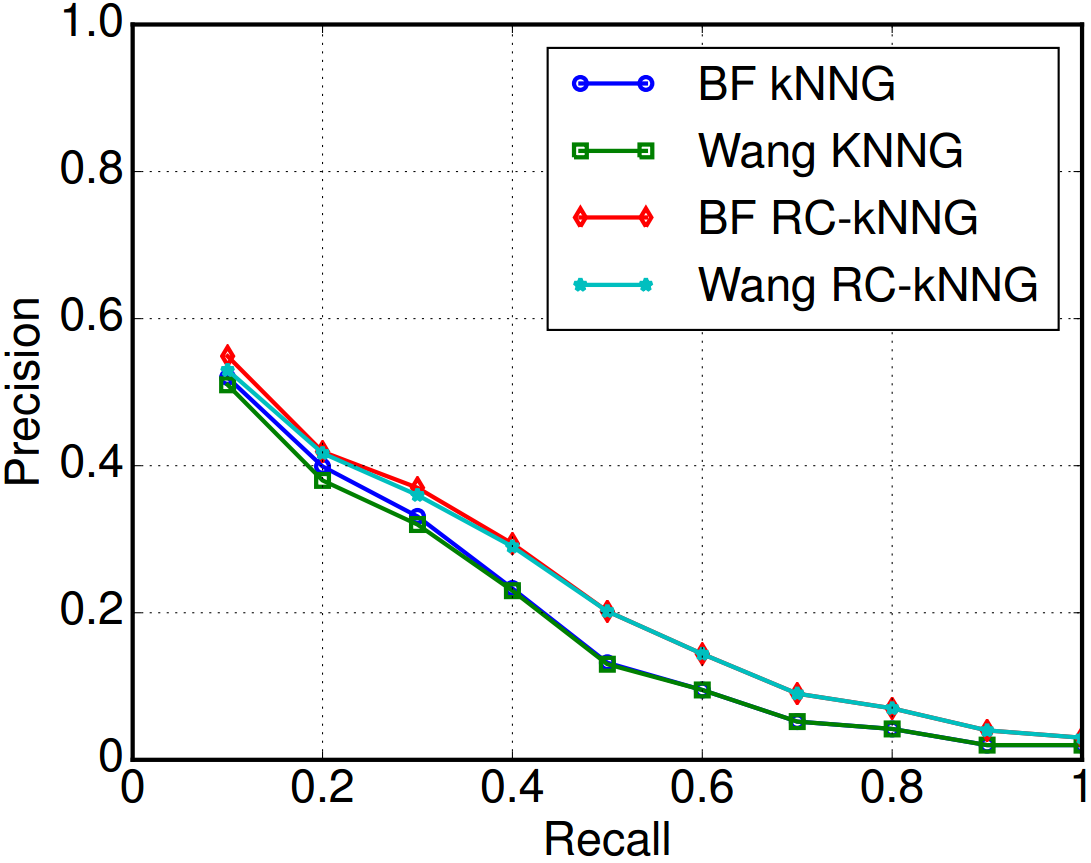 1.0
0.8
0.6
0.4
0.2
0
0 0.2 0.4 0.6 0.8 1
Precision
Recall
BF kNNG
Wang KNNG
BF RC-kNNG
Wang RC-kNNG